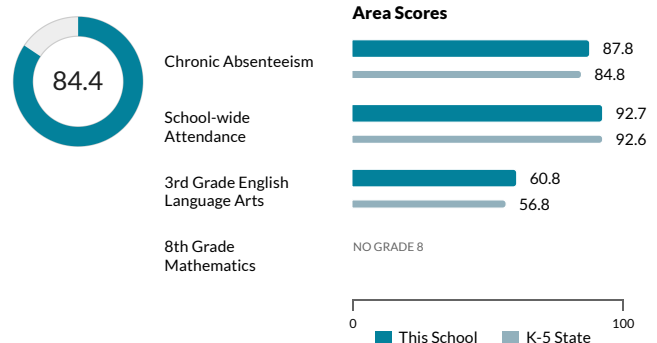 Area Scores
84.4
Chronic Absenteeism
87.8
84.8
School-wide
Attendance
92.7
92.6
3rd Grade English
Language Arts
60.8
56.8
8th Grade
Mathematics
NO GRADE 8
0
100
This School
K-5 State